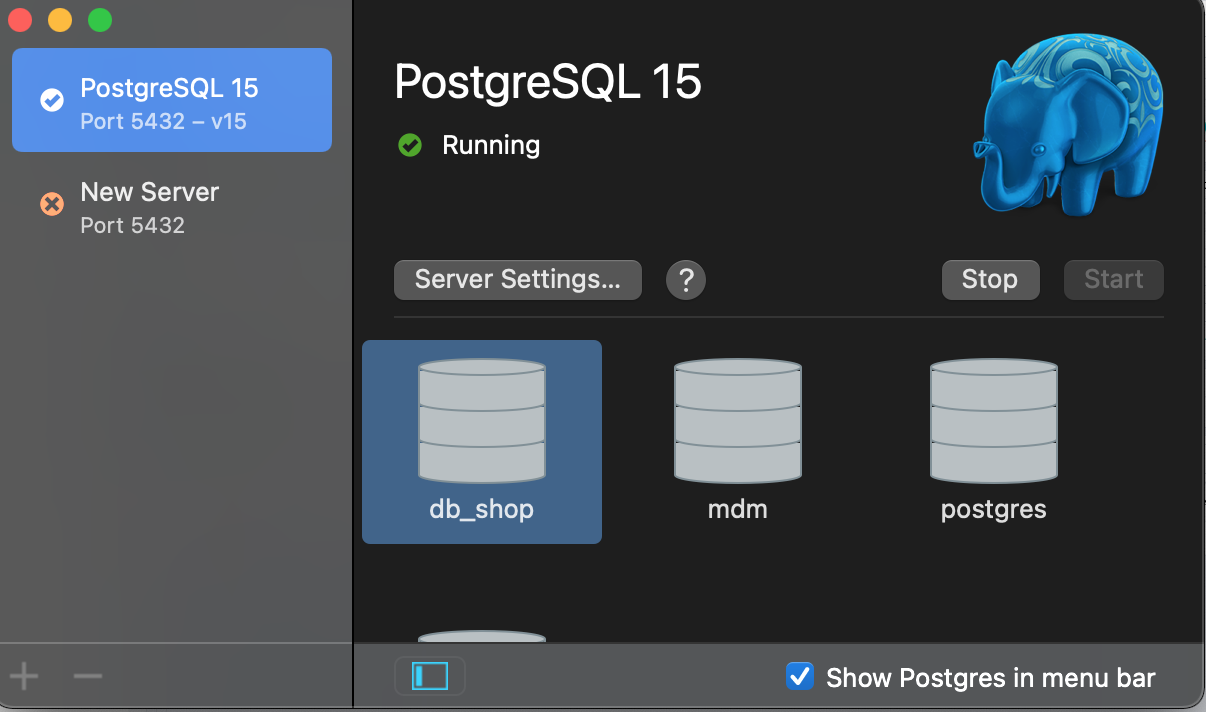 PostgreSQL 15
Port 5432 – v15
New Server
Port 5432
PostgreSQL 15
Running
Server Settings...
?
Stop
Start
db_shop
mdm
postgres
Show Postgres in menu bar